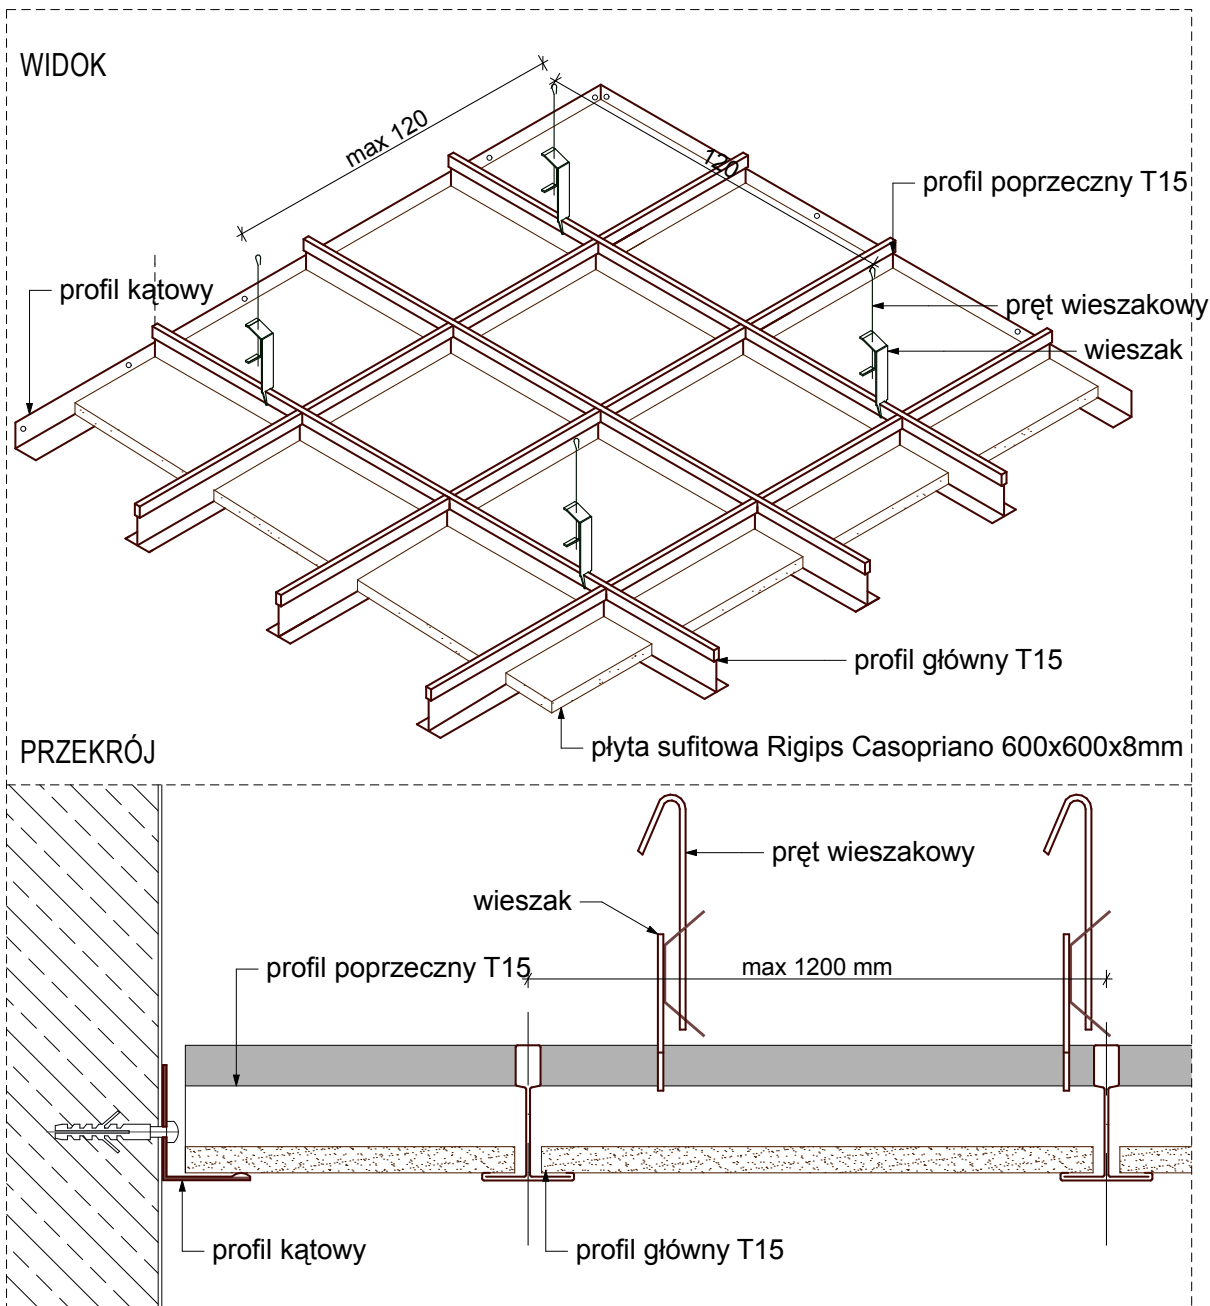 WIDOK
max 120
120
profil poprzeczny T15
profil kątowy
pręt wieszakowy
wieszak
profil główny T15
płyta sufitowa Rigips Casopriano 600x600x8mm
PRZEKRÓJ
pręt wieszakowy
wieszak
profil poprzeczny T15
max 1200 mm
profil kątowy
profil główny T15